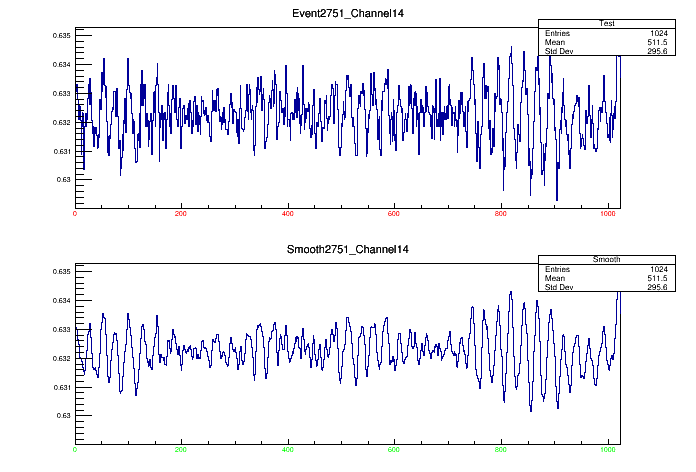 Event2751_Channel14
Test
Entries 1024
Mean 511.5
Std Dev 295.6
0.635
0.634
0.633
0.632
0.631
0.63
0 200 400 600 800 1000
Smooth2751_Channel14
Smooth
Entries 1024
Mean 511.5
Std Dev 295.6
0.635
0.634
0.633
0.632
0.631
0.63
0 200 400 600 800 1000